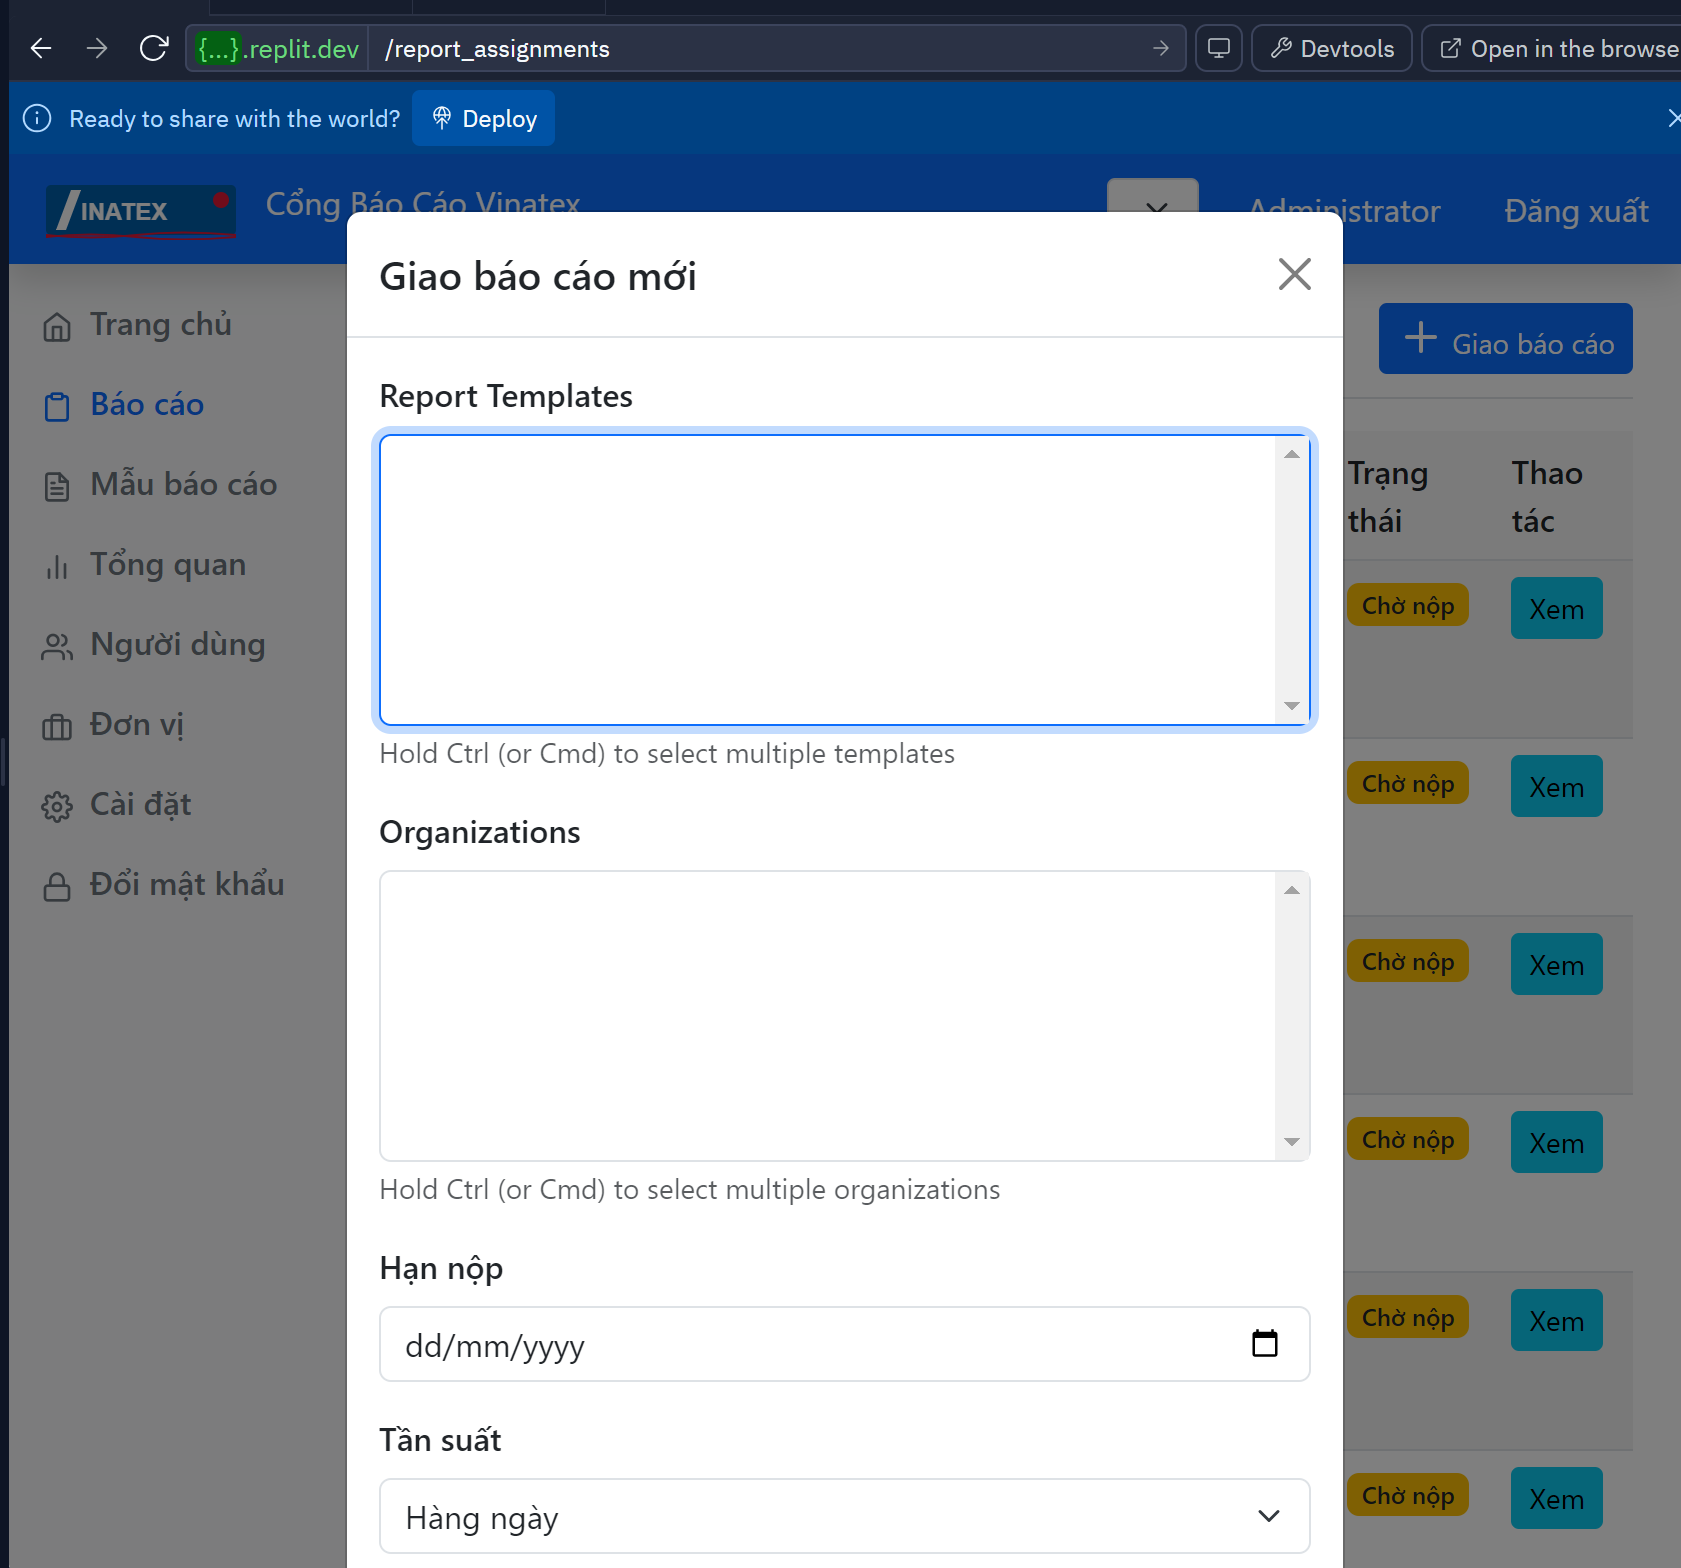 {...}.replit.dev /report_assignments Devtools Open in the browse
Ready to share with the world? Deploy
INATEX Cổng Báo Cáo Vinatex Administrator Đăng xuất
Trang chủ
Báo cáo
Mẫu báo cáo
Tổng quan
Người dùng
Đơn vị
Cài đặt
Đổi mật khẩu
Giao báo cáo mới
Report Templates
Hold Ctrl (or Cmd) to select multiple templates
Organizations
Hold Ctrl (or Cmd) to select multiple organizations
Hạn nộp
dd/mm/yyyy
Tần suất
Hàng ngày
Giao báo cáo
Trạng thái
Thao tác
Chờ nộp Xem
Chờ nộp Xem
Chờ nộp Xem
Chờ nộp Xem
Chờ nộp Xem
Chờ nộp Xem